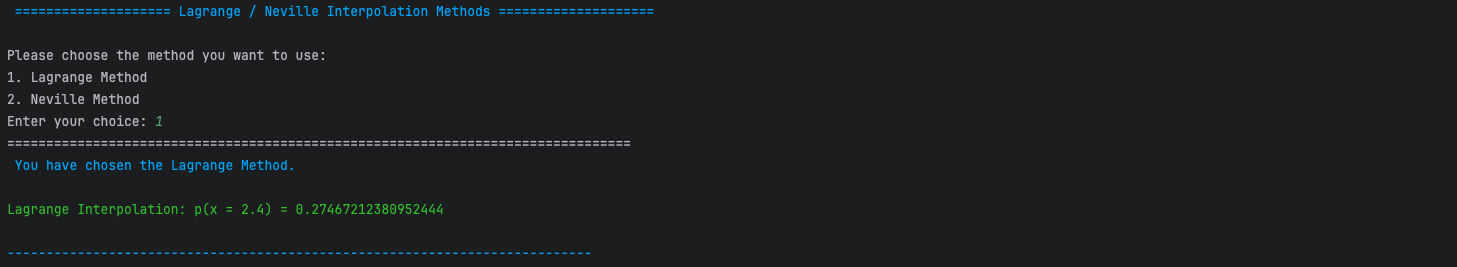 ==================== Lagrange / Neville Interpolation Methods ====================
Please choose the method you want to use:
1. Lagrange Method
2. Neville Method
Enter your choice: 1
================================================================================
You have chosen the Lagrange Method.
Lagrange Interpolation: p(x = 2.4) = 0.27467212380952444
---------------------------------------------------------------------------